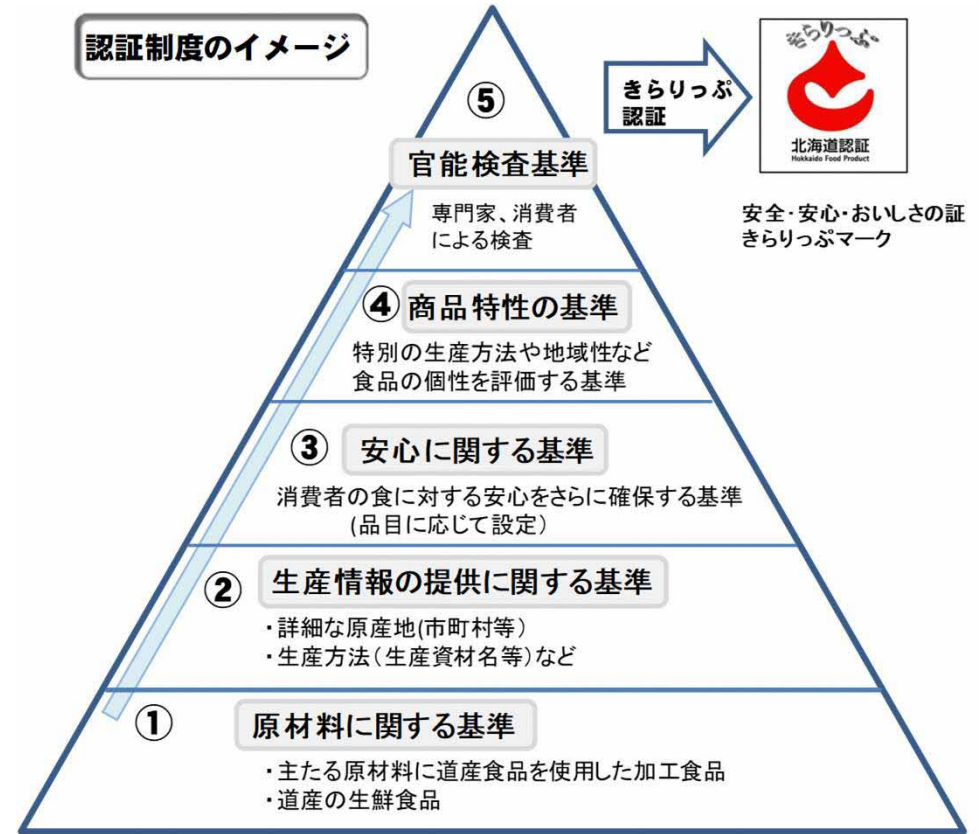 認証制度のイメージ
⑤
官能検査基準
専門家、消費者
による検査
きらりっぷ
認証
きらりっぷ
北海道認証
Hokkaido Food Product
安全・安心・おいしさの証
きらりっぷマーク
④ 商品特性の基準
特別の生産方法や地域性など
食品の個性を評価する基準
③ 安心に関する基準
消費者の食に対する安心をさらに確保する基準
(品目に応じて設定)
② 生産情報の提供に関する基準
・詳細な原産地(市町村等)
・生産方法(生産資材名等)など
① 原材料に関する基準
・主たる原材料に道産食品を使用した加工食品
・道産の生鮮食品